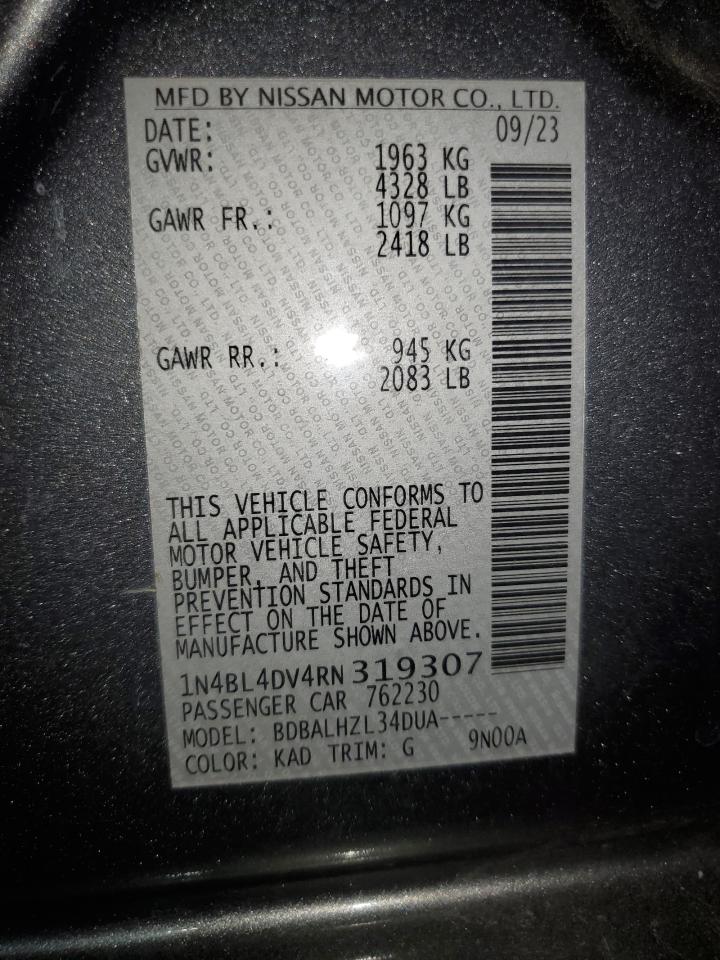 MFD BY NISSAN MOTOR CO., LTD.
DATE: 09/23
GVWR: 1963 KG
4328 LB
GAWR FR.: 1097 KG
2418 LB
GAWR RR.: 945 KG
2083 LB
THIS VEHICLE CONFORMS TO
ALL APPLICABLE FEDERAL
MOTOR VEHICLE SAFETY,
BUMPER, AND THEFT
PREVENTION STANDARDS IN
EFFECT ON THE DATE OF
MANUFACTURE SHOWN ABOVE.
1N4BL4DV4RN 319307
PASSENGER CAR 762230
MODEL: BDBALHZL34DUA-----
COLOR: KAD TRIM: G 9N00A